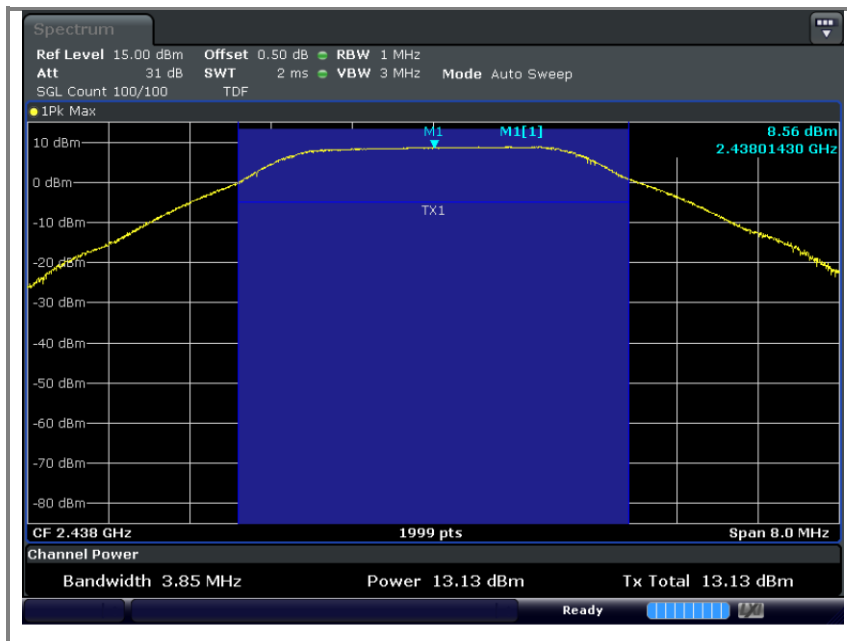 Spectrum
Ref Level 15.00 dBm Offset 0.50 dB RBW 1 MHz
Att 31 dB SWT 2 ms VBW 3 MHz Mode Auto Sweep
SGL Count 100/100 TDF
1Pk Max
M1 M1[1] 8.56 dBm
2.43801430 GHz
10 dBm
0 dBm
-10 dBm
TX1
-20 dBm
-30 dBm
-40 dBm
-50 dBm
-60 dBm
-70 dBm
-80 dBm
CF 2.438 GHz 1999 pts Span 8.0 MHz
Channel Power
Bandwidth 3.85 MHz Power 13.13 dBm Tx Total 13.13 dBm
Ready